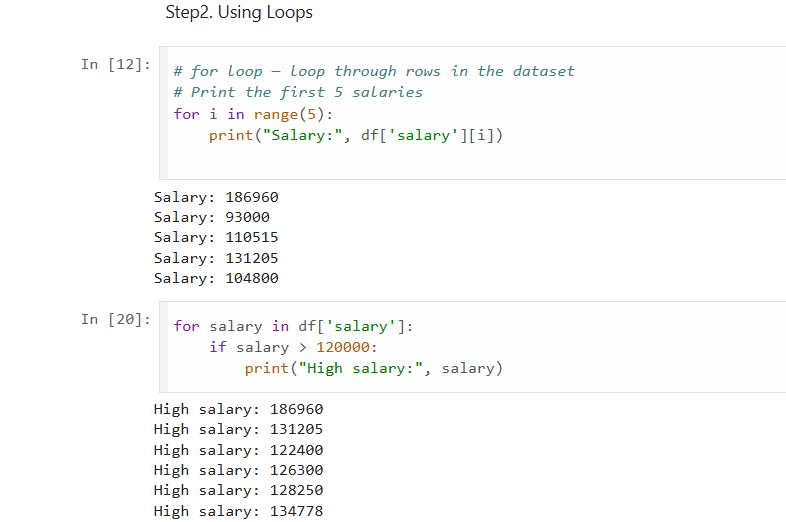 Step2. Using Loops
In [12]:
# for loop — loop through rows in the dataset
# Print the first 5 salaries
for i in range(5):
    print("Salary:", df['salary'][i])
Salary: 186960
Salary: 93000
Salary: 110515
Salary: 131205
Salary: 104800
In [20]:
for salary in df['salary']:
    if salary > 120000:
        print("High salary:", salary)
High salary: 186960
High salary: 131205
High salary: 122400
High salary: 126300
High salary: 128250
High salary: 134778